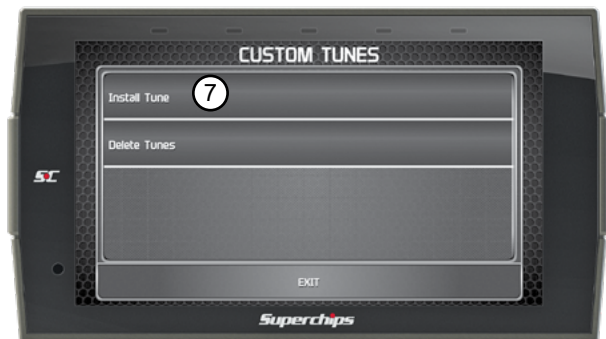 CUSTOM TUNES
Install Tune 7
Delete Tunes
SC
EXIT
Superchips